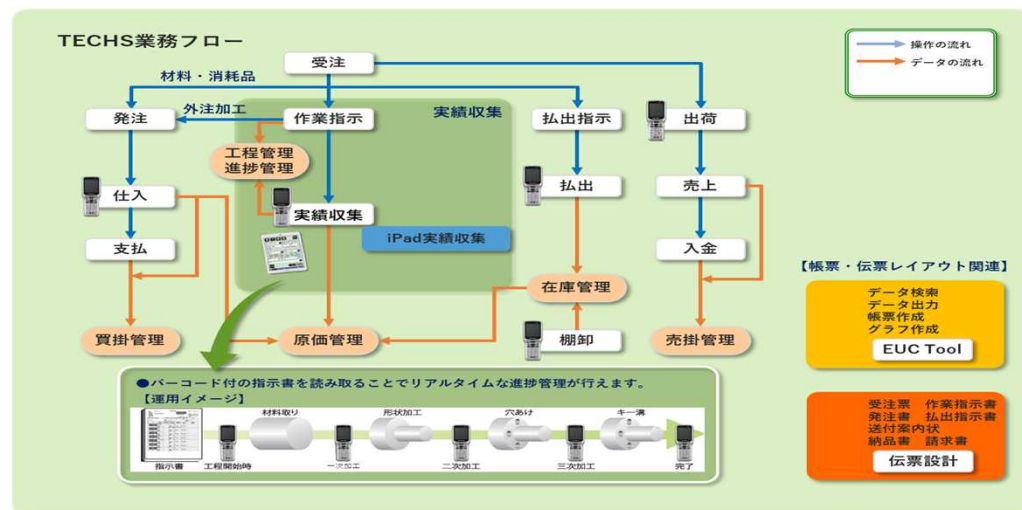 TECHS業務フロー
操作の流れ
データの流れ
受注
材料・消耗品
発注
外注加工
作業指示
実績収集
払出指示
出荷
工程管理
進捗管理
仕入
実績収集
払出
売上
支払
iPad実績収集
入金
在庫管理
買掛管理
原価管理
棚卸
売掛管理
【帳票・伝票レイアウト関連】
データ検索
データ出力
帳票作成
グラフ作成
EUC Tool
受注票 作業指示書
発注書 払出指示書
送付案内状
納品書 請求書
伝票設計
●バーコード付の指示書を読み取ることでリアルタイムな進捗管理が行えます。
【運用イメージ】
材料取り
形状加工
穴あけ
キー溝
指示書
工程開始時
一次加工
二次加工
三次加工
完了